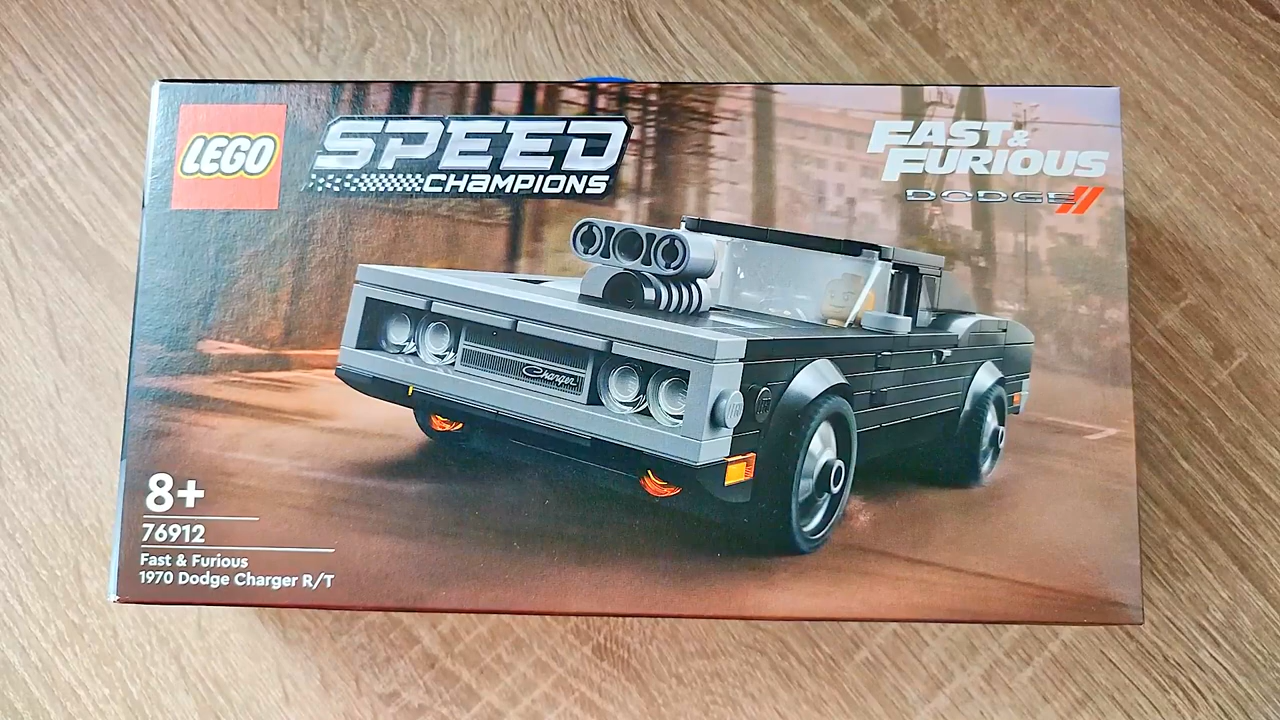 LEGO
SPEED
CHAMPIONS
FAST &
FURIOUS
DODGE
Charger
8+
76912
Fast & Furious
1970 Dodge Charger R/T